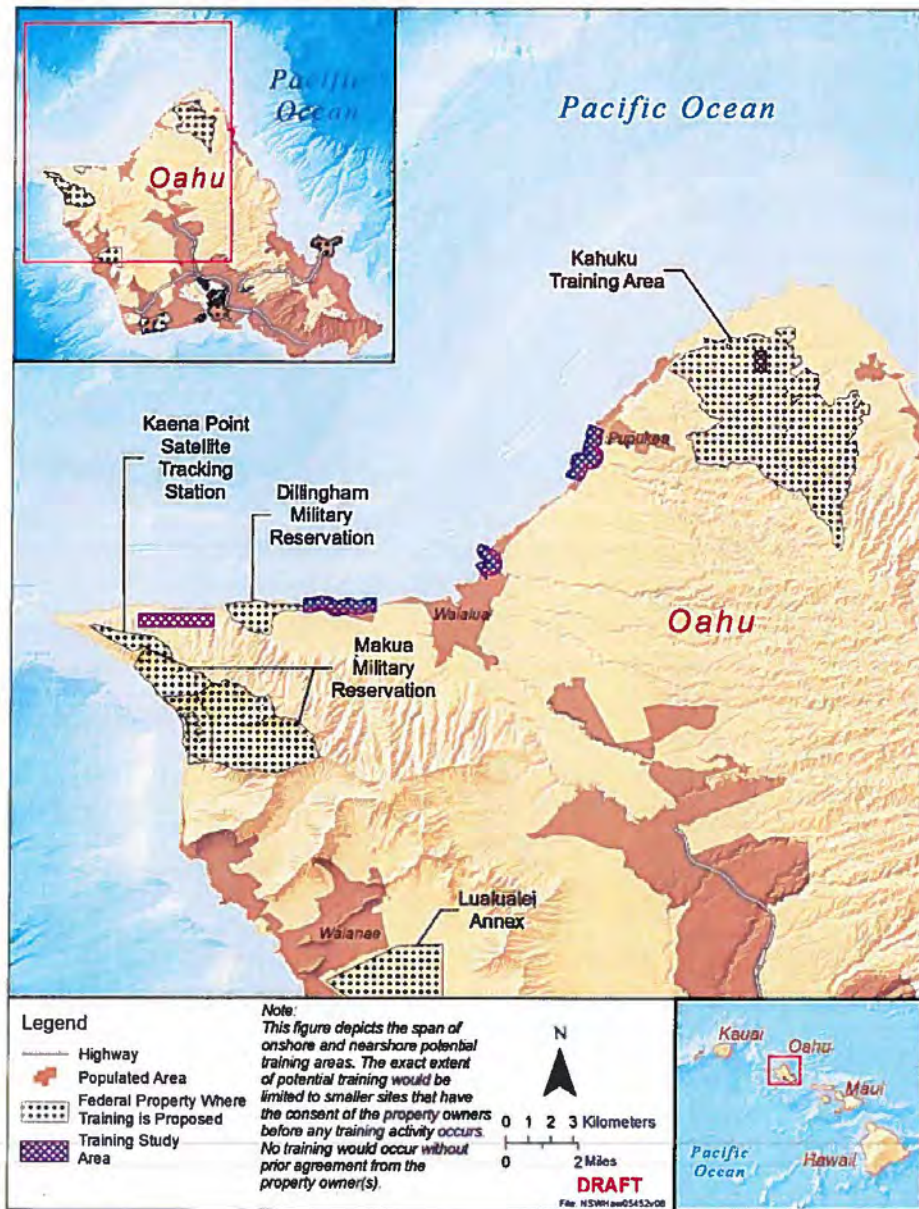 Pacific
Ocean
Oahu
Pacific Ocean
Kahuku
Training Area
Kaena Point
Satellite
Tracking
Station
Dillingham
Military
Reservation
Pupukea
Waialua
Oahu
Makua
Military
Reservation
Lualualei
Annex
Waianae
Legend
Highway
Populated Area
Federal Property Where
Training is Proposed
Training Study
Area
Note:
This figure depicts the span of
onshore and nearshore potential
training areas. The exact extent
of potential training would be
limited to smaller sites that have
the consent of the property owners
before any training activity occurs.
No training would occur without
prior agreement from the
property owner(s).
N
0 1 2 3 Kilometers
0 2 Miles
DRAFT
File: NSWHaw05452v08
Kauai
Oahu
Maui
Pacific
Ocean
Hawaii